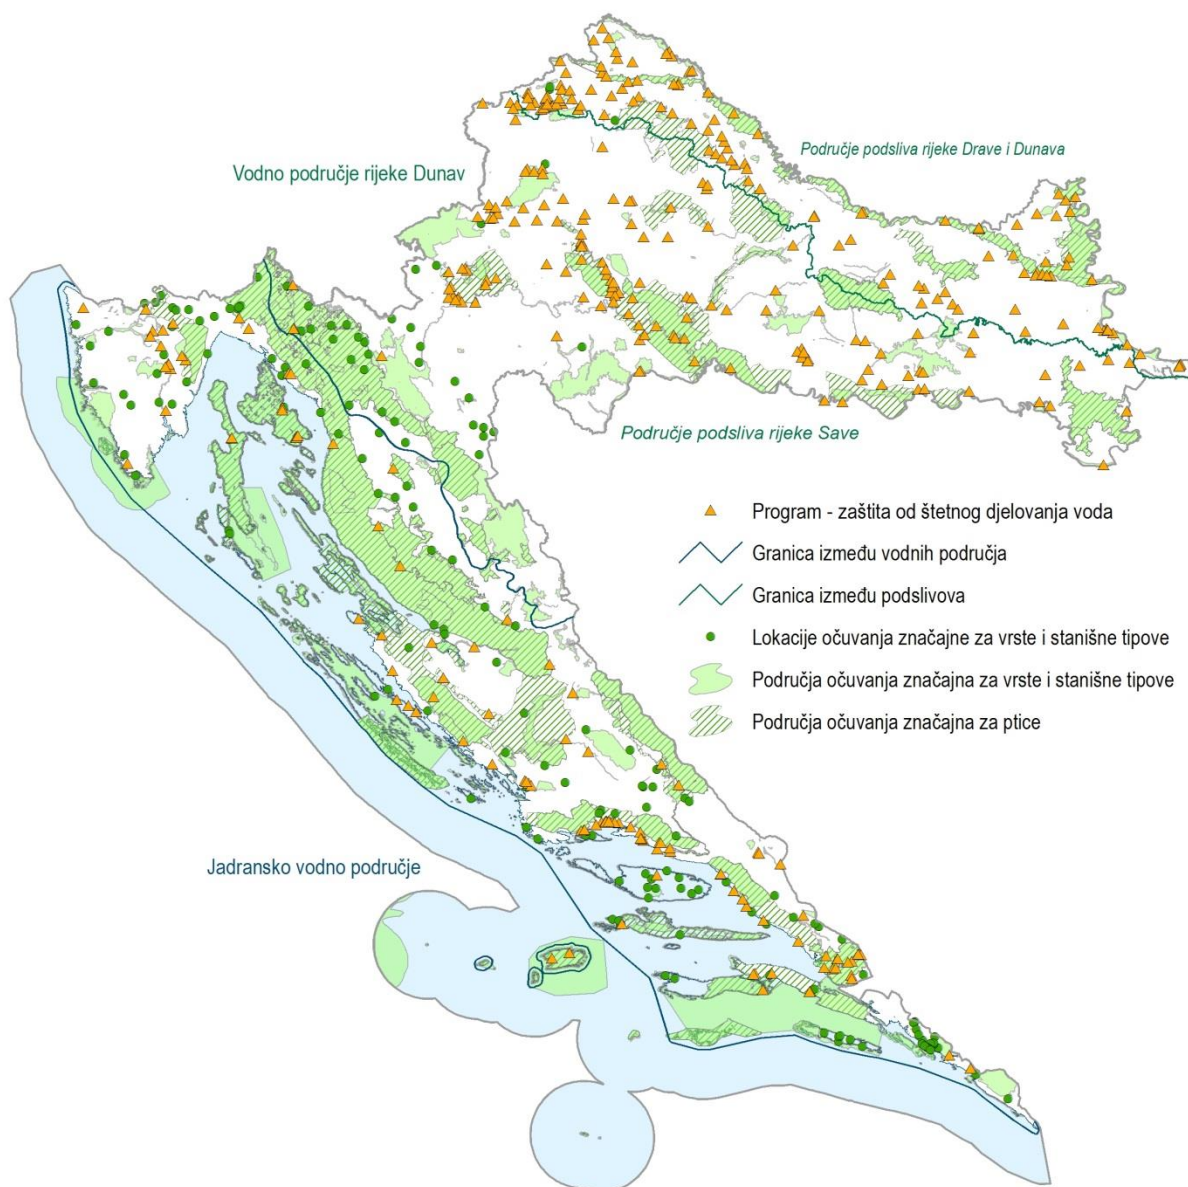 Područje podsliva rijeke Drave i Dunava
Vodno područje rijeke Dunav
Područje podsliva rijeke Save
Program - zaštita od štetnog djelovanja voda
Granica između vodnih područja
Granica između podslivova
Lokacije očuvanja značajne za vrste i stanišne tipove
Područja očuvanja značajna za vrste i stanišne tipove
Područja očuvanja značajna za ptice
Jadransko vodno područje